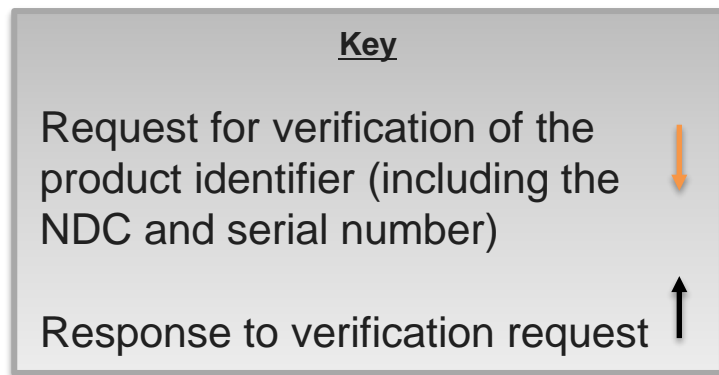 Key
Request for verification of the
product identifier (including the
NDC and serial number)
Response to verification request